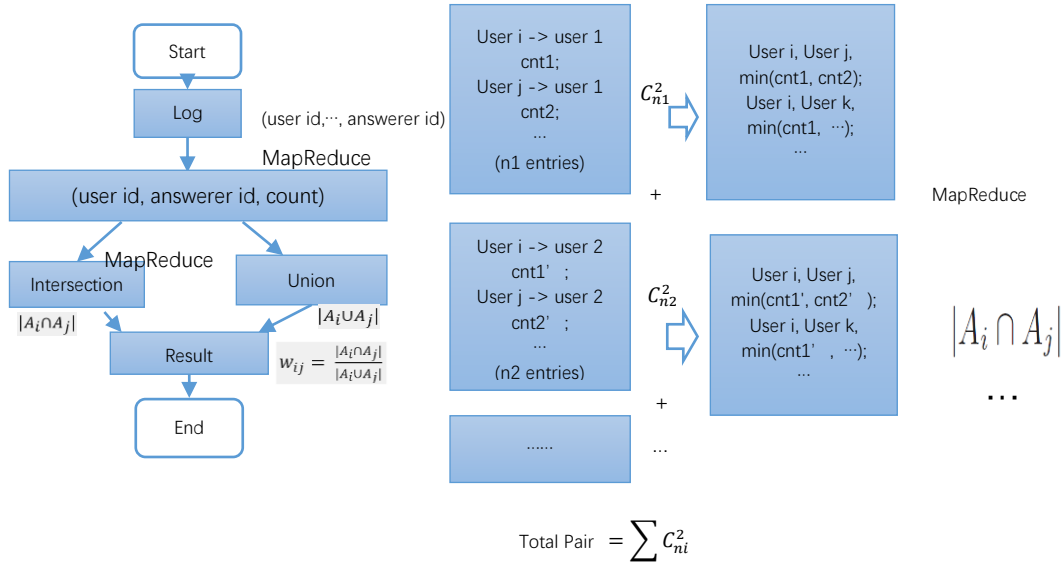 Start
Log
(user id,···, answerer id)
MapReduce
(user id, answerer id, count)
MapReduce
Intersection
Union
|A_i∩A_j|
|A_i∪A_j|
Result
w_{ij} = \frac{|A_i∩A_j|}{|A_i∪A_j|}
End
User i -> user 1
cnt1;
User j -> user 1
cnt2;
...
(n1 entries)
C_{n1}^2
User i, User j,
min(cnt1, cnt2);
User i, User k,
min(cnt1, ···);
...
+
MapReduce
User i -> user 2
cnt1' ;
User j -> user 2
cnt2' ;
...
(n2 entries)
C_{n2}^2
User i, User j,
min(cnt1', cnt2' );
User i, User k,
min(cnt1' , ···);
...
|A_i ∩ A_j|
...
+
......
...
Total Pair = ∑ C_{ni}^2